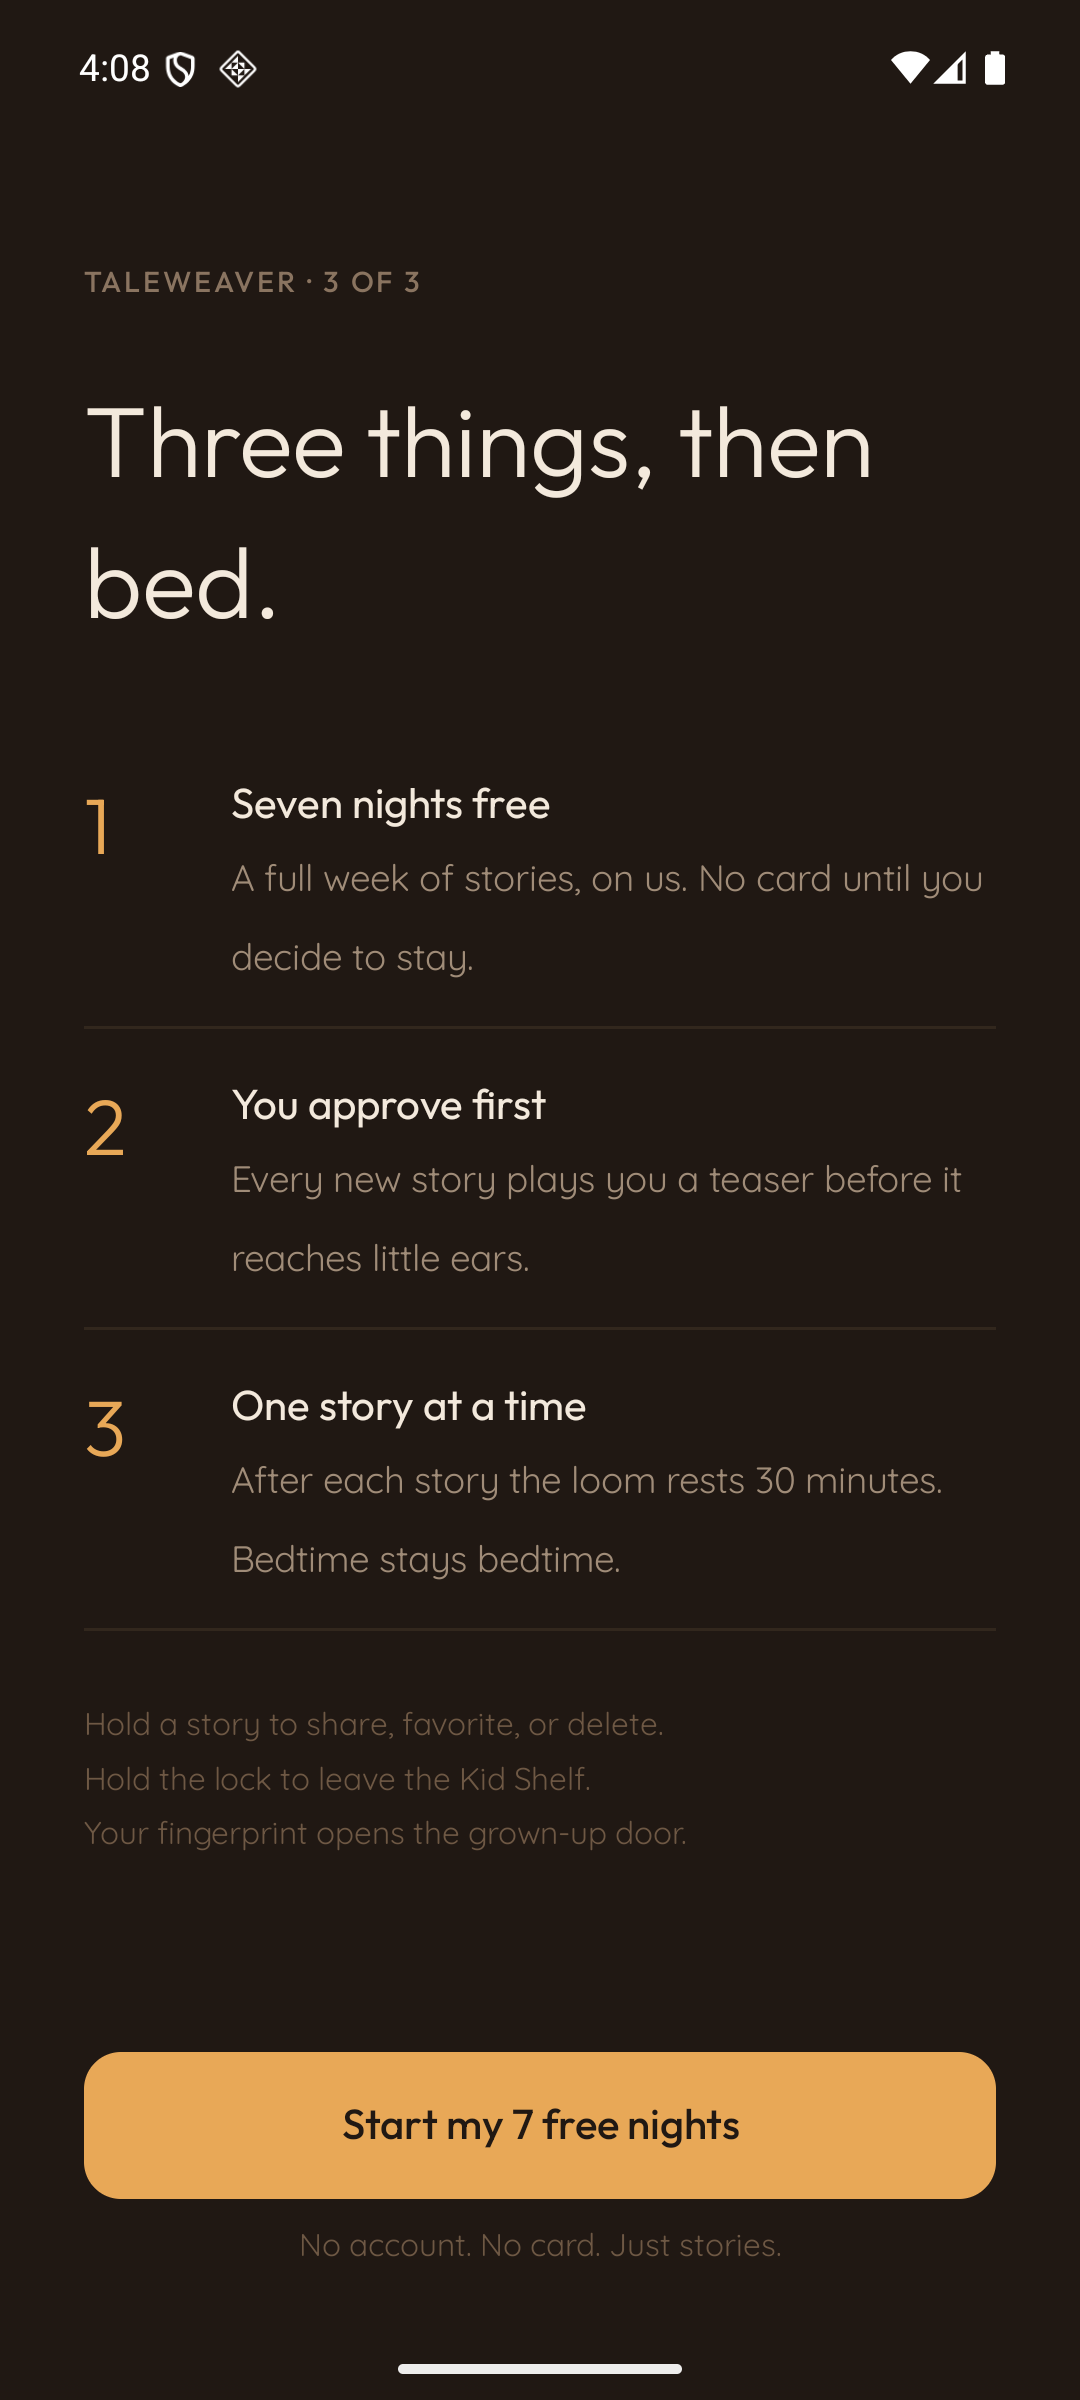 4:08
TALEWEAVER · 3 OF 3
Three things, then
bed.
1
Seven nights free
A full week of stories, on us. No card until you
decide to stay.
2
You approve first
Every new story plays you a teaser before it
reaches little ears.
3
One story at a time
After each story the loom rests 30 minutes.
Bedtime stays bedtime.
Hold a story to share, favorite, or delete.
Hold the lock to leave the Kid Shelf.
Your fingerprint opens the grown-up door.
Start my 7 free nights
No account. No card. Just stories.